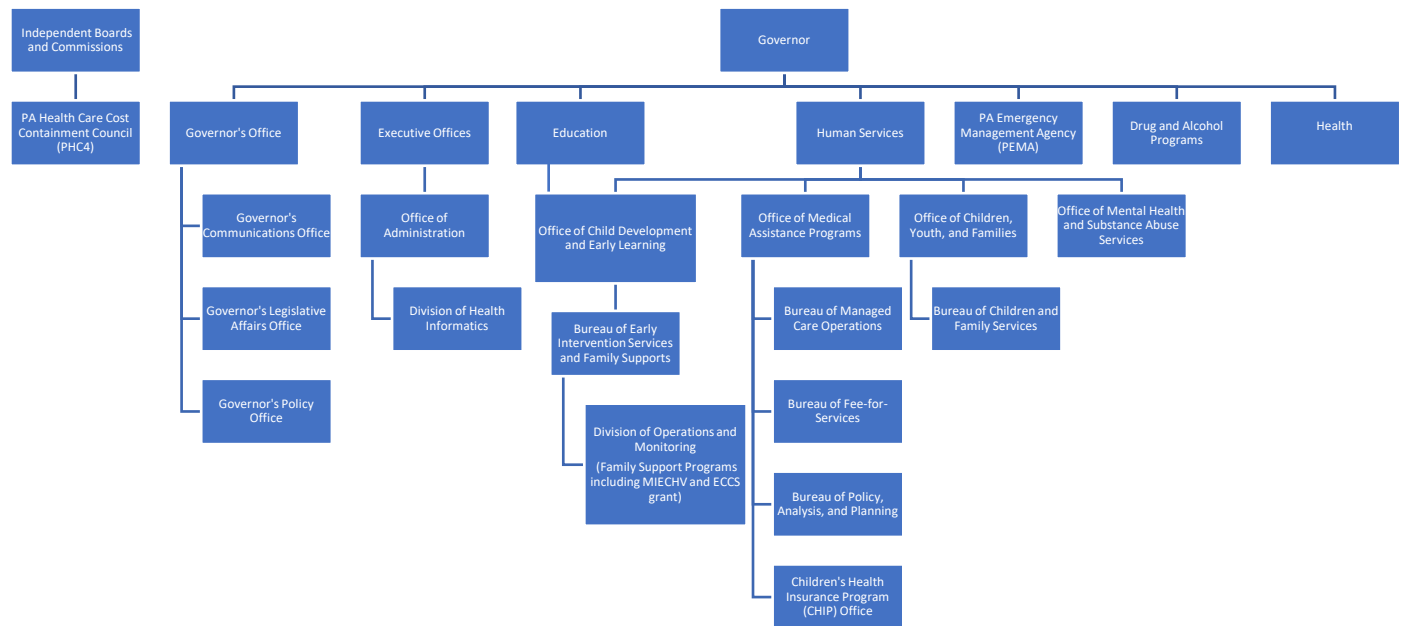 Independent Boards
and Commissions
Governor
PA Health Care Cost
Containment Council
(PHC4)
Governor's Office
Executive Offices
Education
Human Services
PA Emergency
Management Agency
(PEMA)
Drug and Alcohol
Programs
Health
Governor's
Communications Office
Office of
Administration
Office of Child Development
and Early Learning
Office of Medical
Assistance Programs
Office of Children,
Youth, and Families
Office of Mental Health
and Substance Abuse
Services
Governor's Legislative
Affairs Office
Division of Health
Informatics
Bureau of Early
Intervention Services
and Family Supports
Bureau of Managed
Care Operations
Bureau of Children and
Family Services
Governor's Policy
Office
Division of Operations and
Monitoring
(Family Support Programs
including MIECHV and ECCS
grant)
Bureau of Fee-for-
Services
Bureau of Policy,
Analysis, and Planning
Children's Health
Insurance Program
(CHIP) Office